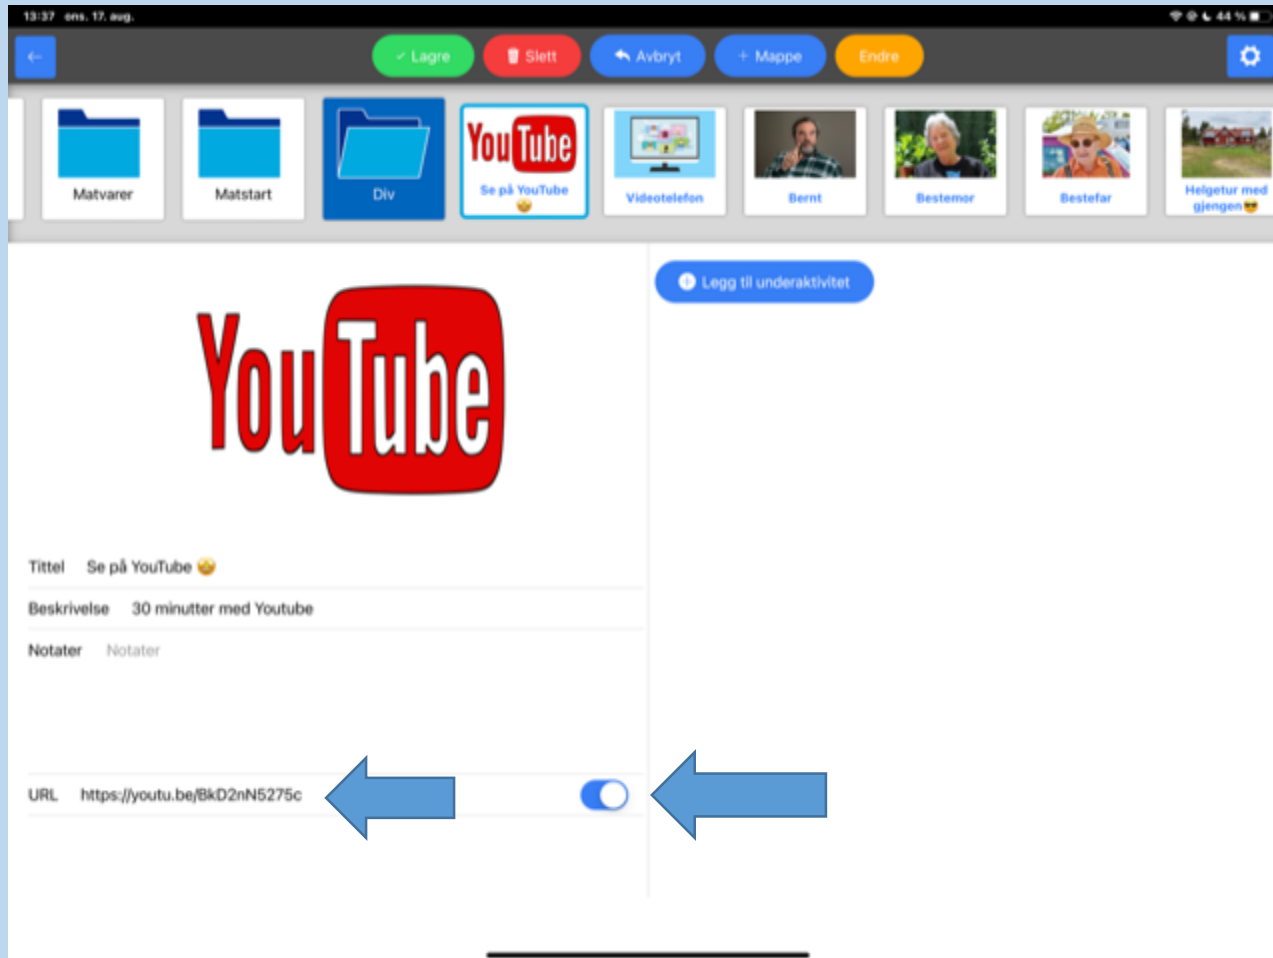 13:37 ons. 17. aug. 44 %
Lagre Slett Avbryt + Mappe Endre
Matvarer
Matstart
Div
YouTube
Se på YouTube 🤩
Videotelefon
Bernt
Bestemor
Bestefar
Helgetur med
gjengen😎
YouTube
Legg til underaktivitet
Tittel Se på YouTube 🤩
Beskrivelse 30 minutter med Youtube
Notater Notater
URL https://youtu.be/BkD2nN5275c